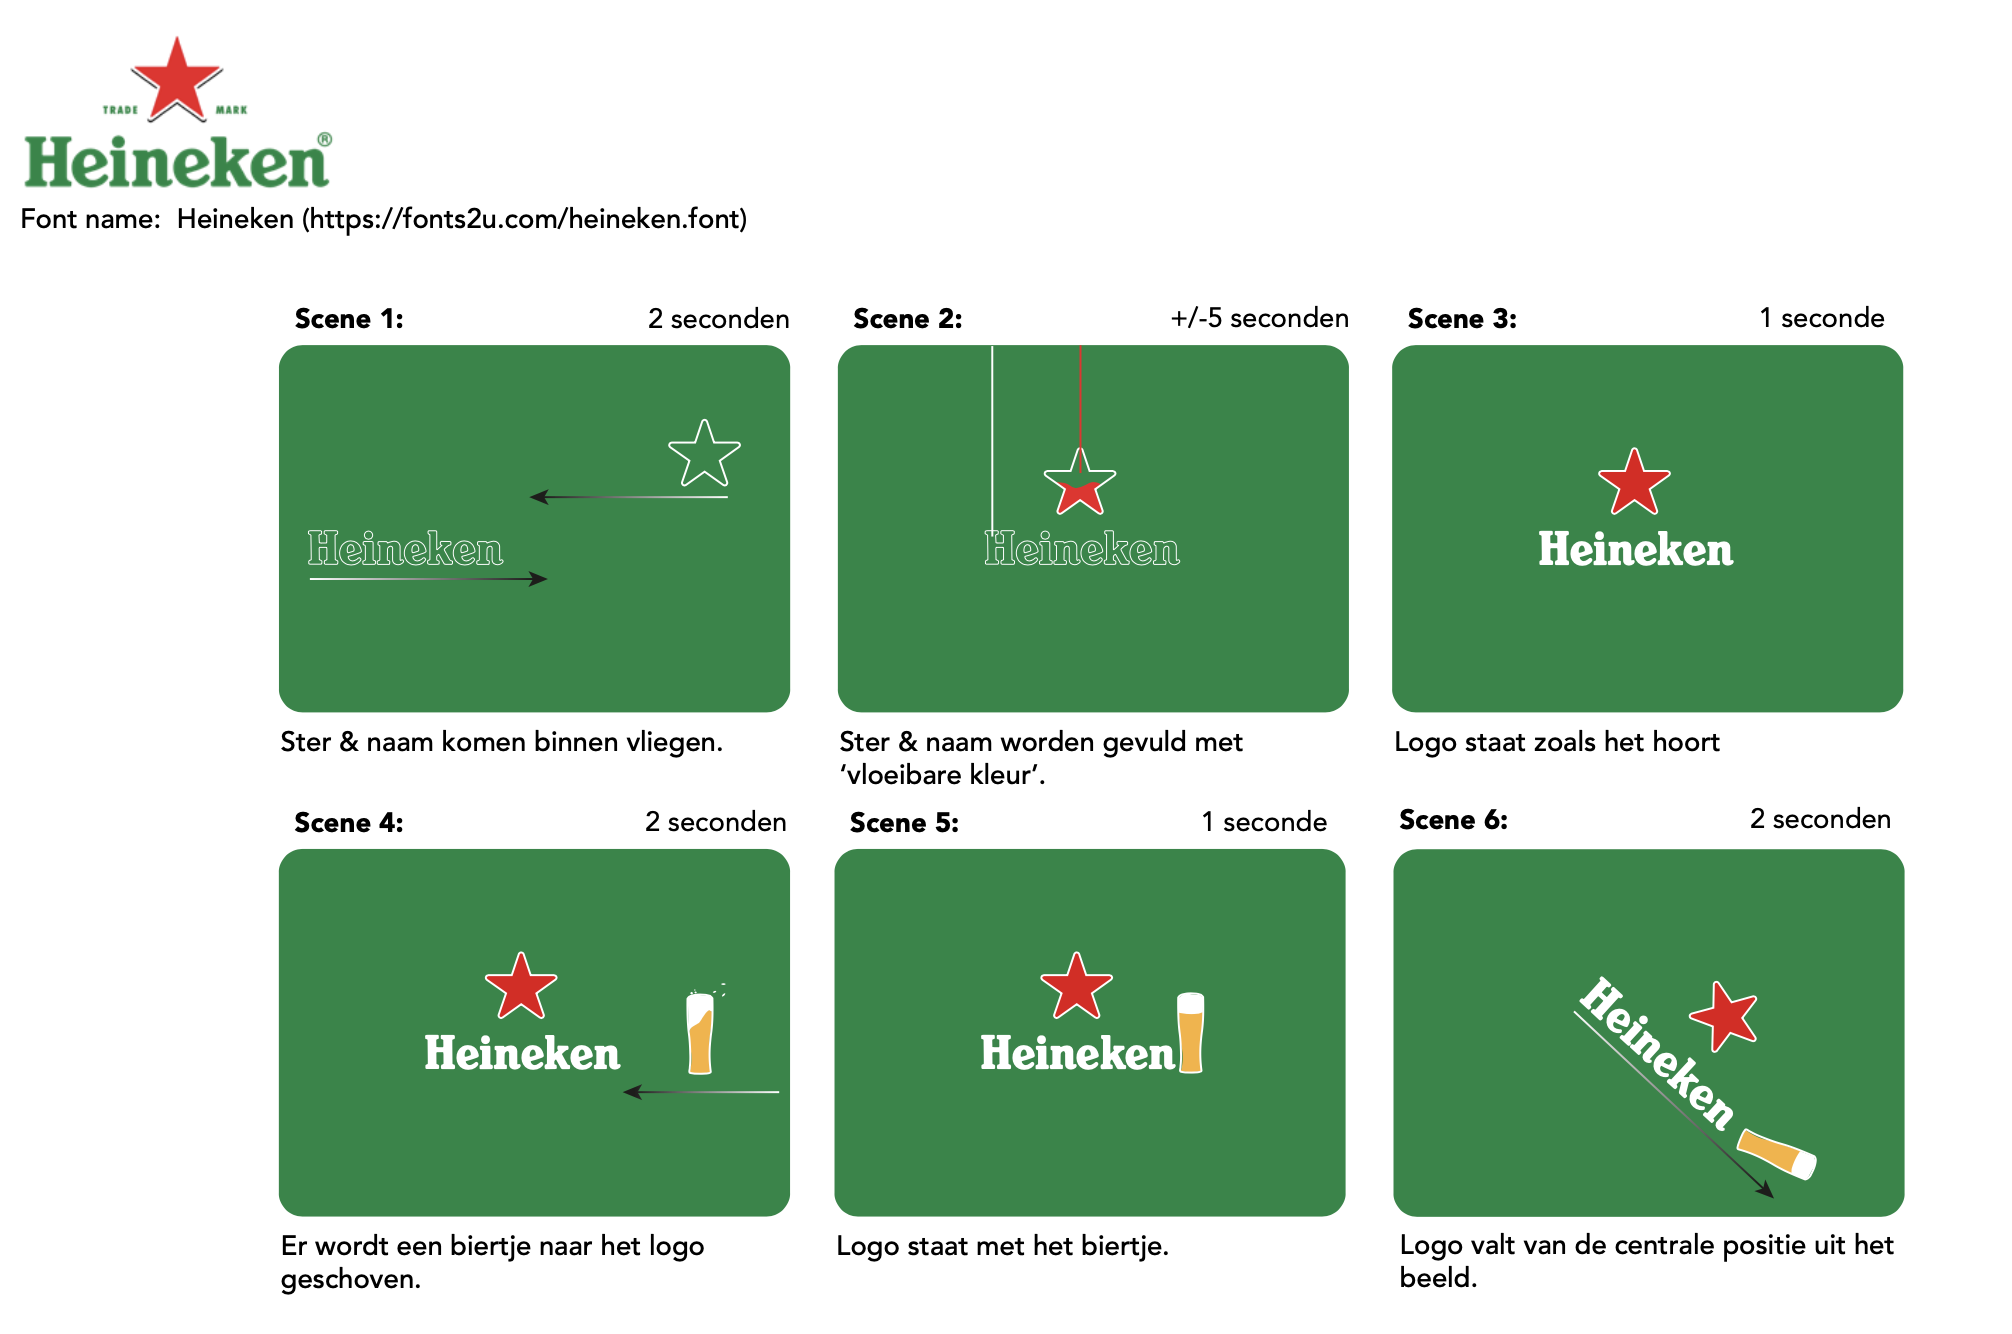 TRADE MARK
Heineken®
Font name: Heineken (https://fonts2u.com/heineken.font)
Scene 1: 2 seconden
Heineken
Ster & naam komen binnen vliegen.
Scene 2: +/-5 seconden
Heineken
Ster & naam worden gevuld met
‘vloeibare kleur’.
Scene 3: 1 seconde
Heineken
Logo staat zoals het hoort
Scene 4: 2 seconden
Heineken
Er wordt een biertje naar het logo
geschoven.
Scene 5: 1 seconde
Heineken
Logo staat met het biertje.
Scene 6: 2 seconden
Heineken
Logo valt van de centrale positie uit het
beeld.